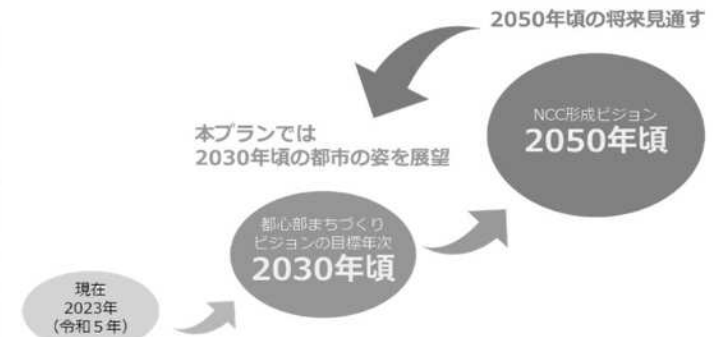 2050年頃の将来見通す
NCC形成ビジョン
2050年頃
本プランでは
2030年頃の都市の姿を展望
都心部まちづくり
ビジョンの目標年次
2030年頃
現在
2023年
（令和５年）